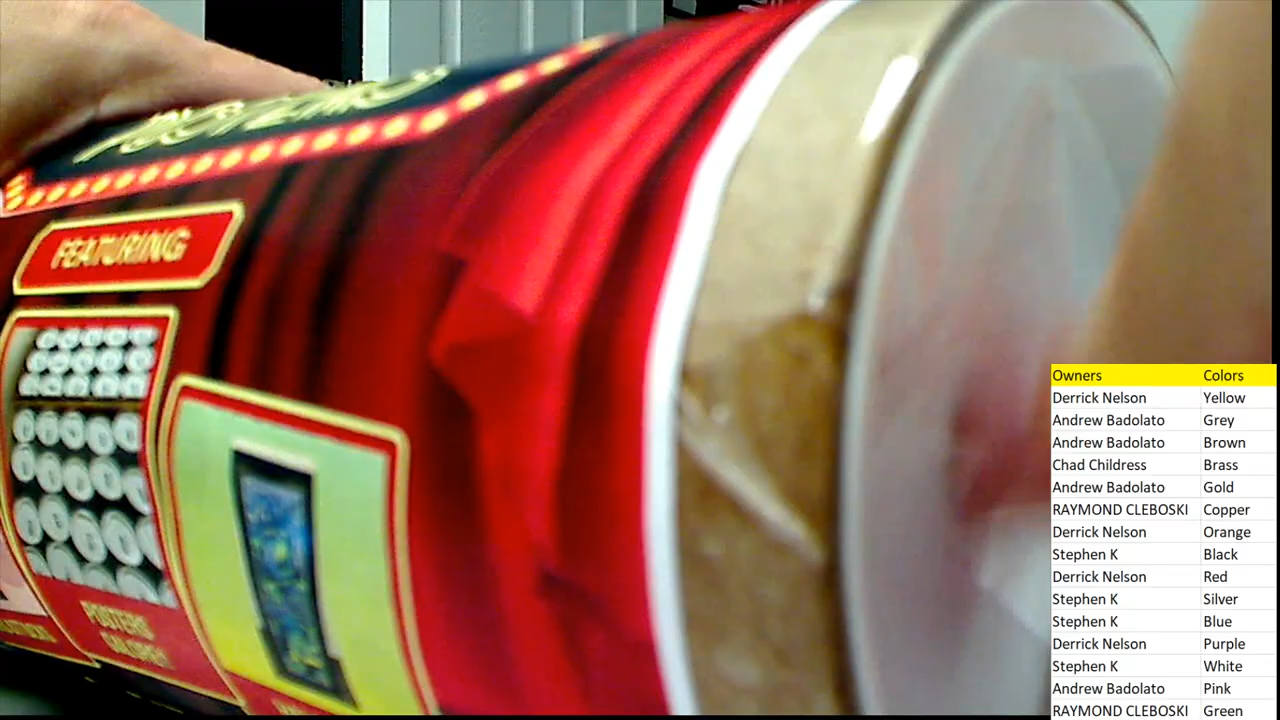 FEATURING
POSTERS
Owners Colors
Derrick Nelson Yellow
Andrew Badolato Grey
Andrew Badolato Brown
Chad Childress Brass
Andrew Badolato Gold
RAYMOND CLEBOSKI Copper
Derrick Nelson Orange
Stephen K Black
Derrick Nelson Red
Stephen K Silver
Stephen K Blue
Derrick Nelson Purple
Stephen K White
Andrew Badolato Pink
RAYMOND CLEBOSKI Green